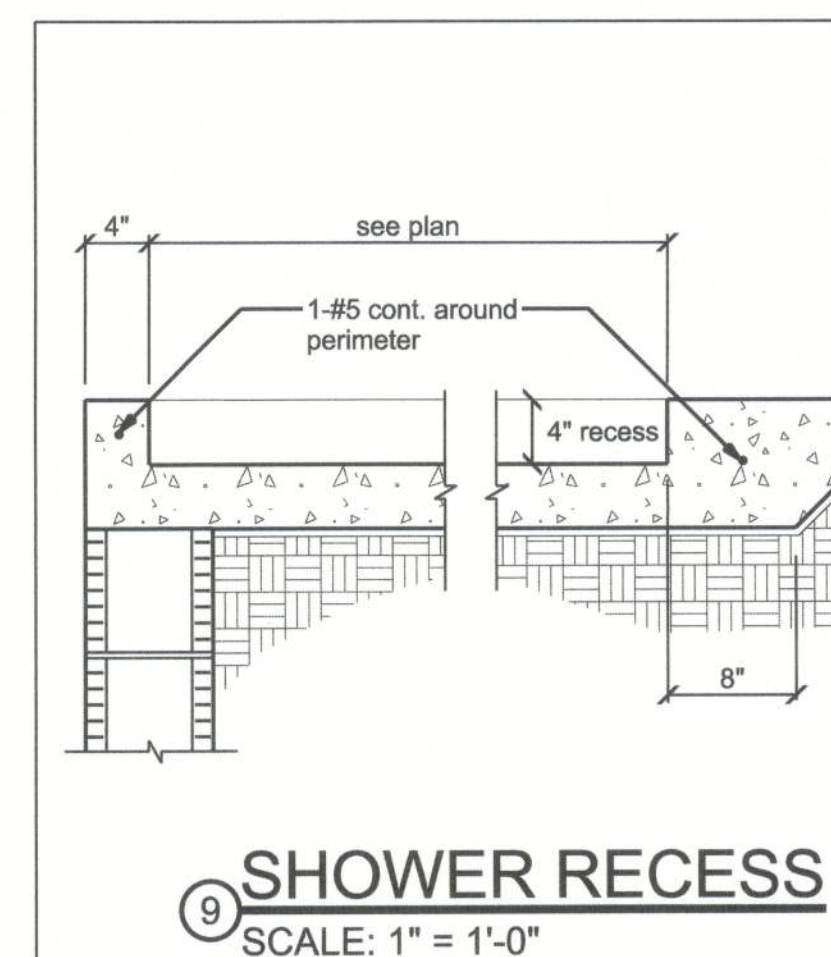 4"
see plan
1-#5 cont. around
perimeter
4" recess
8"
9
SHOWER RECESS
SCALE: 1" = 1'-0"